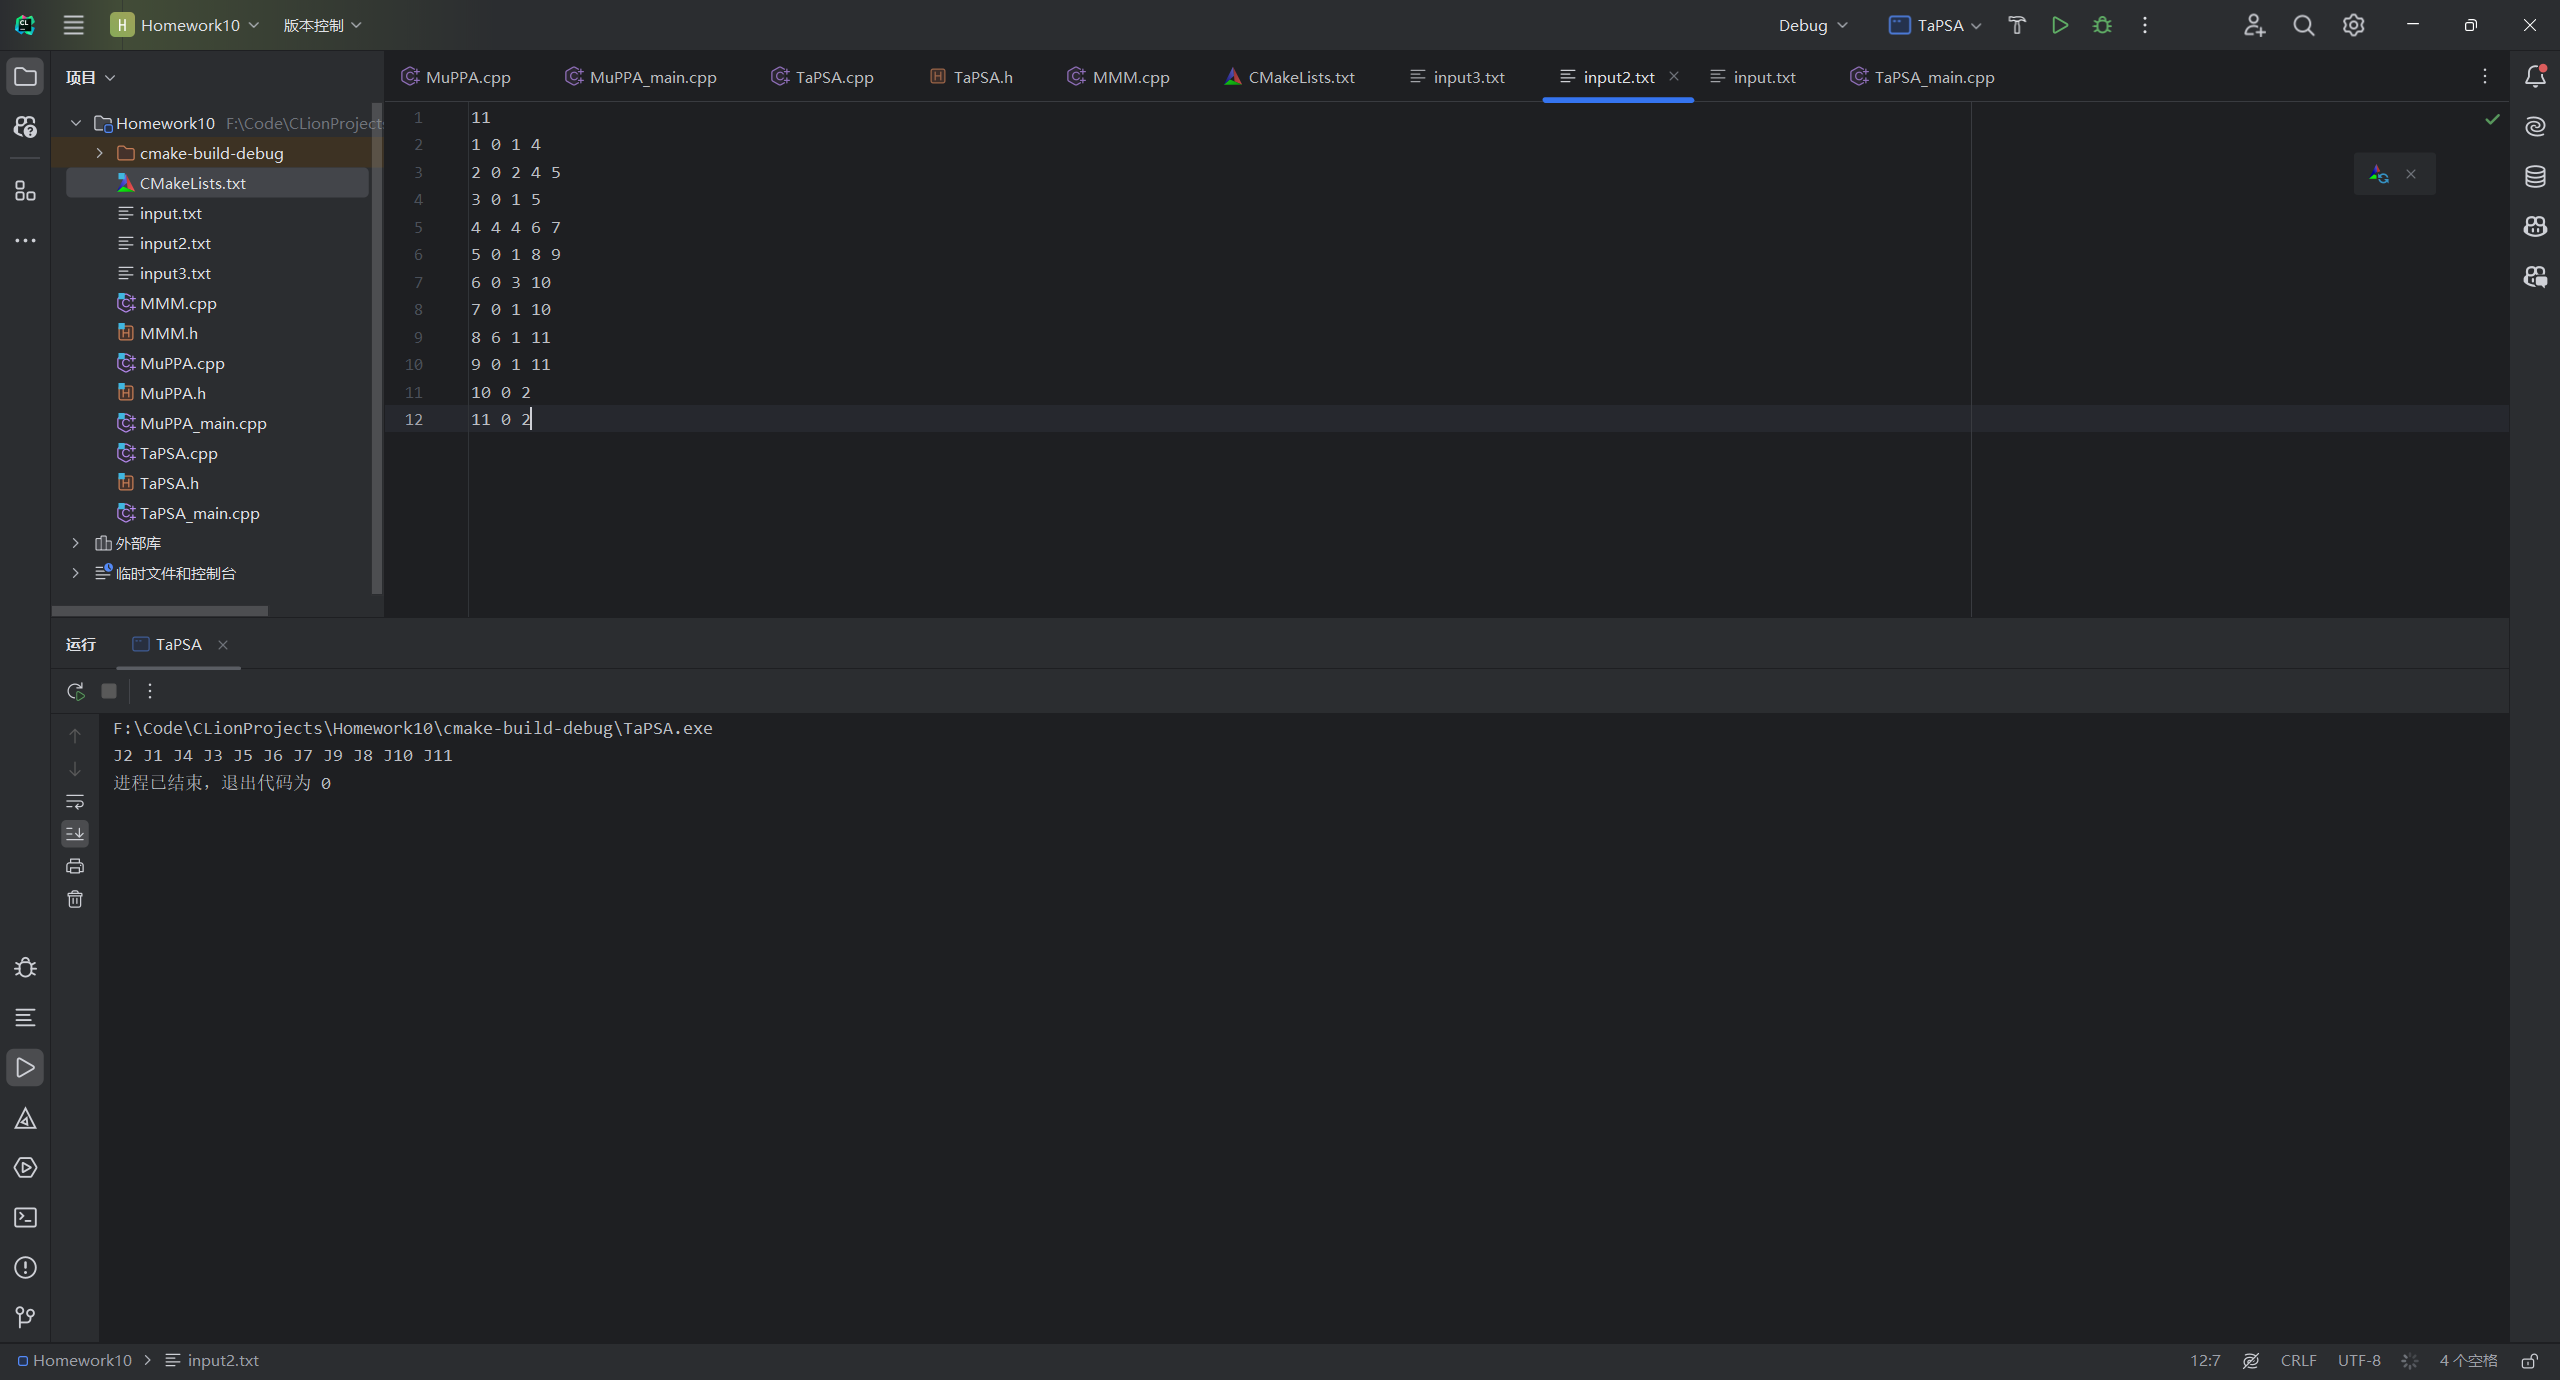 CL H Homework10 版本控制 Debug TaPSA
项目
MuPPA.cpp MuPPA_main.cpp TaPSA.cpp TaPSA.h MMM.cpp CMakeLists.txt input3.txt input2.txt input.txt TaPSA_main.cpp
Homework10 F:\Code\CLionProject
cmake-build-debug
CMakeLists.txt
input.txt
input2.txt
input3.txt
MMM.cpp
MMM.h
MuPPA.cpp
MuPPA.h
MuPPA_main.cpp
TaPSA.cpp
TaPSA.h
TaPSA_main.cpp
外部库
临时文件和控制台
1 11
2 1 0 1 4
3 2 0 2 4 5
4 3 0 1 5
5 4 4 4 6 7
6 5 0 1 8 9
7 6 0 3 10
8 7 0 1 10
9 8 6 1 11
10 9 0 1 11
11 10 0 2
12 11 0 2
运行 TaPSA
F:\Code\CLionProjects\Homework10\cmake-build-debug\TaPSA.exe
J2 J1 J4 J3 J5 J6 J7 J9 J8 J10 J11
进程已结束，退出代码为 0
Homework10 input2.txt 12:7 CRLF UTF-8 4 个空格